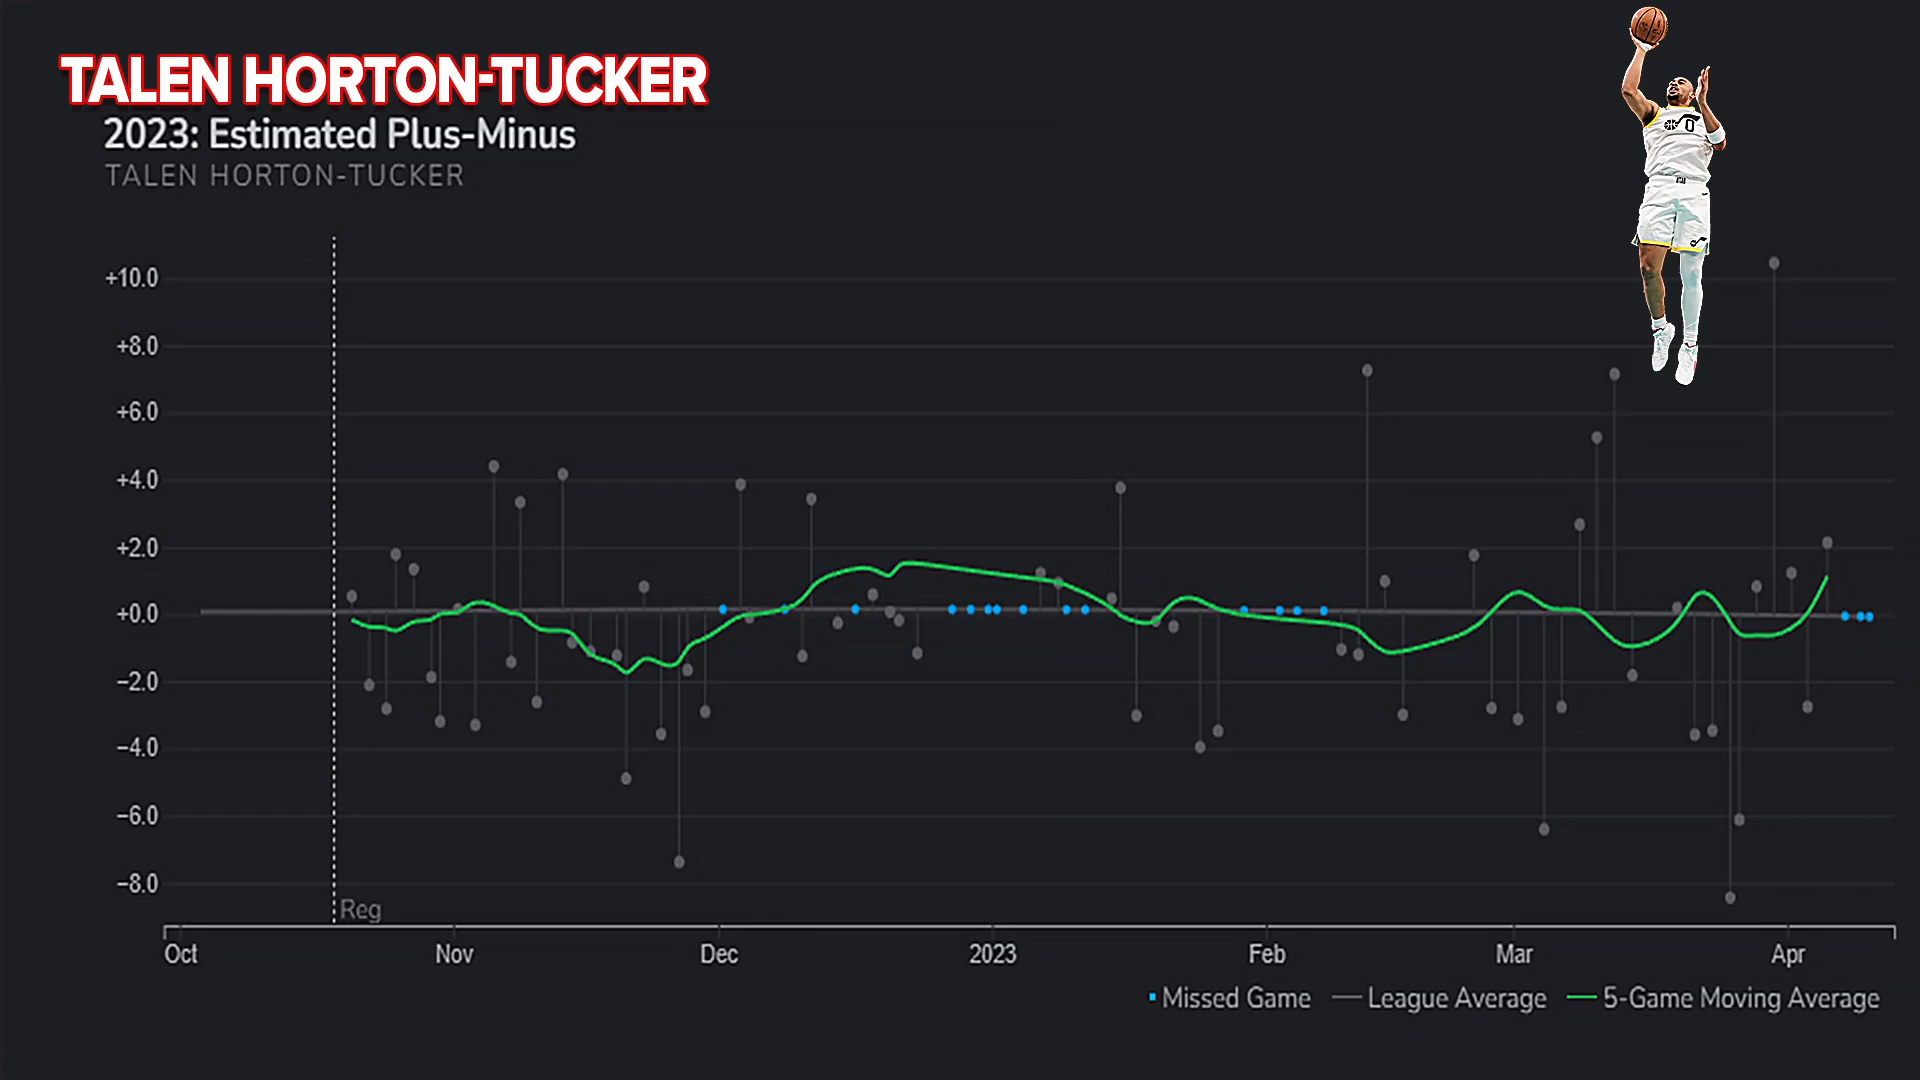 TALEN HORTON-TUCKER
2023: Estimated Plus-Minus
TALEN HORTON-TUCKER
+10.0
+8.0
+6.0
+4.0
+2.0
+0.0
−2.0
−4.0
−6.0
−8.0
Reg
Oct Nov Dec 2023 Feb Mar Apr
Missed Game League Average 5-Game Moving Average
0